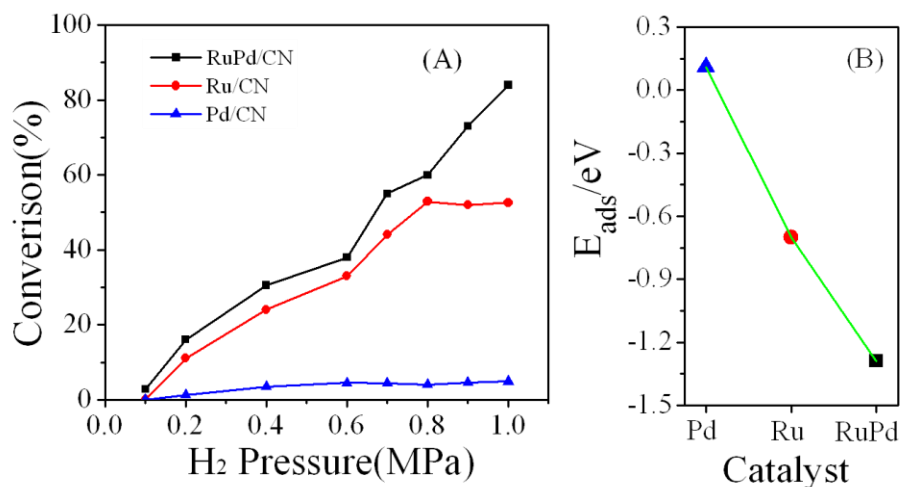 (A)
RuPd/CN
Ru/CN
Pd/CN
Converison(%)
100
80
60
40
20
0
0.0 0.2 0.4 0.6 0.8 1.0
H₂ Pressure(MPa)
(B)
E_ads/eV
0.3
0.0
-0.3
-0.6
-0.9
-1.2
-1.5
Pd Ru RuPd
Catalyst